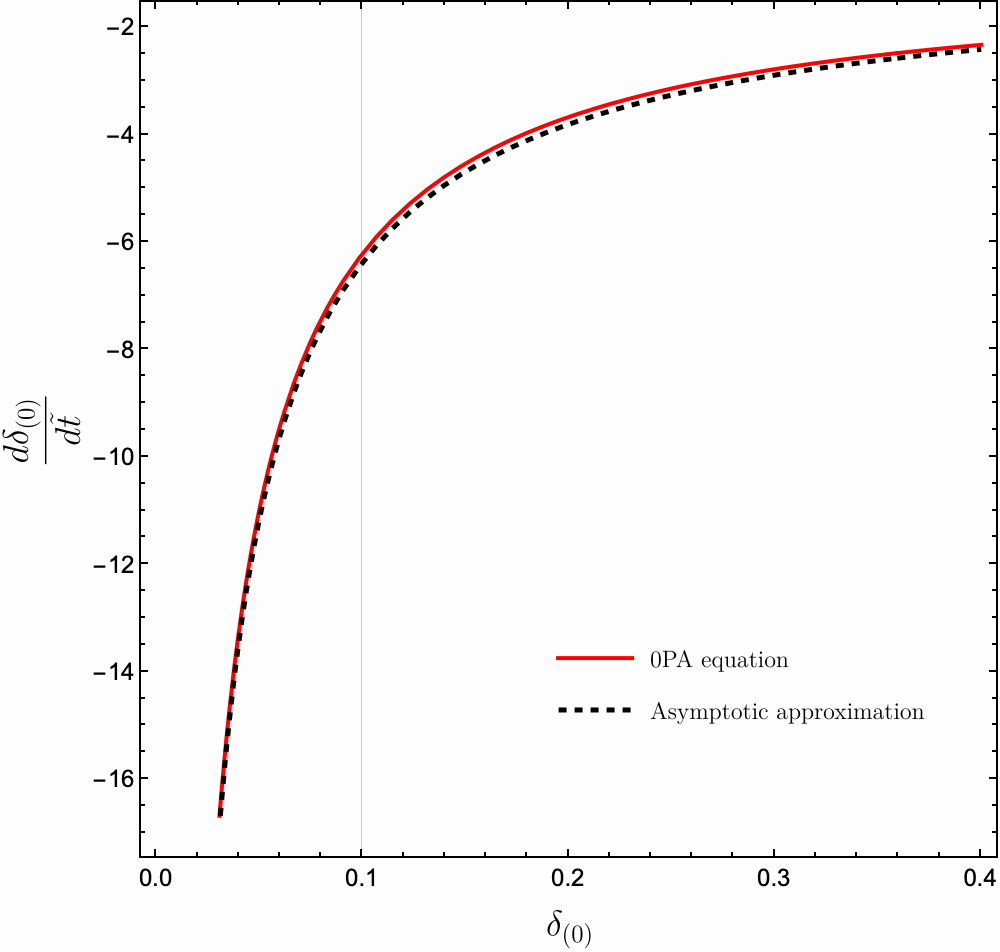 −2
−4
−6
−8
−10
−12
−14
−16
dδ(0)
dt̃
0PA equation
Asymptotic approximation
0.0 0.1 0.2 0.3 0.4
δ(0)